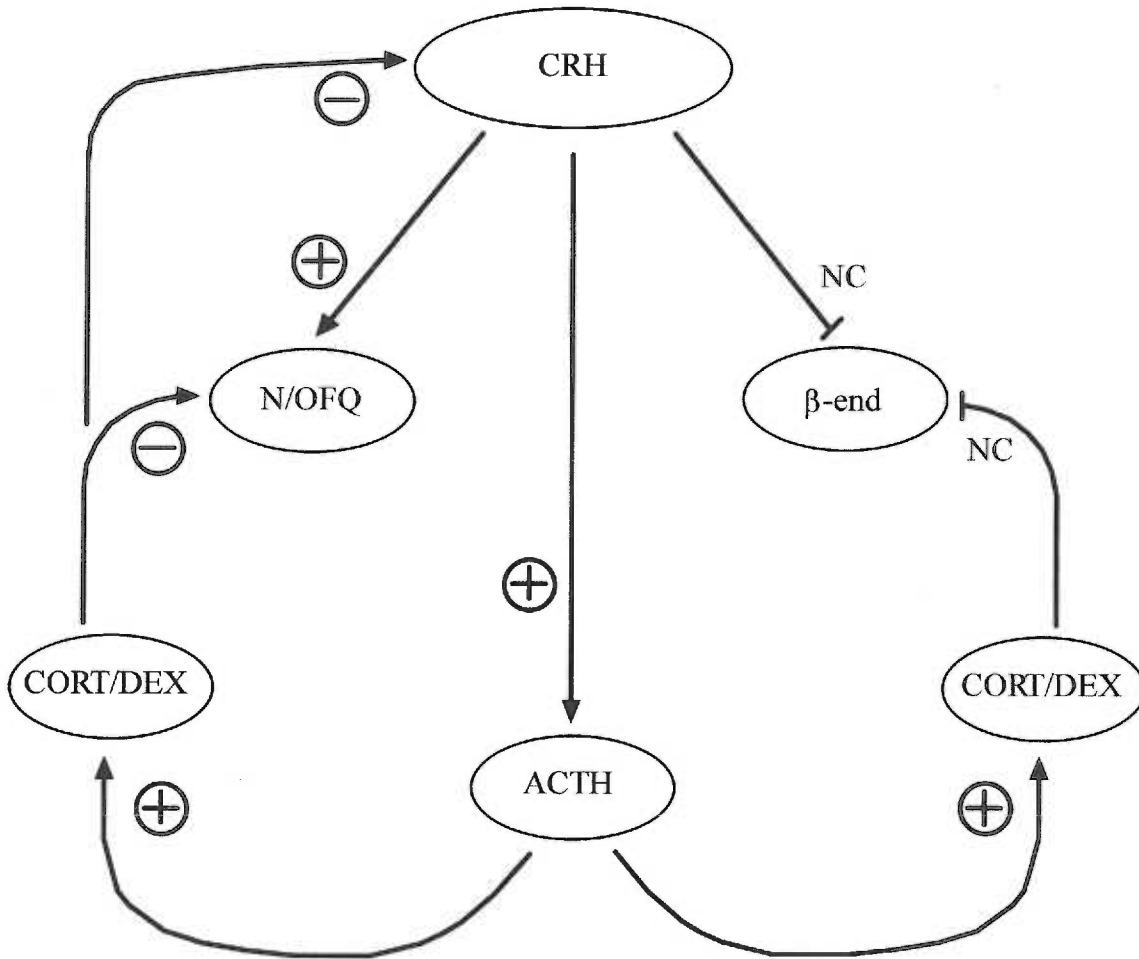 CRH
−
+
NC
N/OFQ
β-end
−
NC
+
CORT/DEX
CORT/DEX
ACTH
+
+